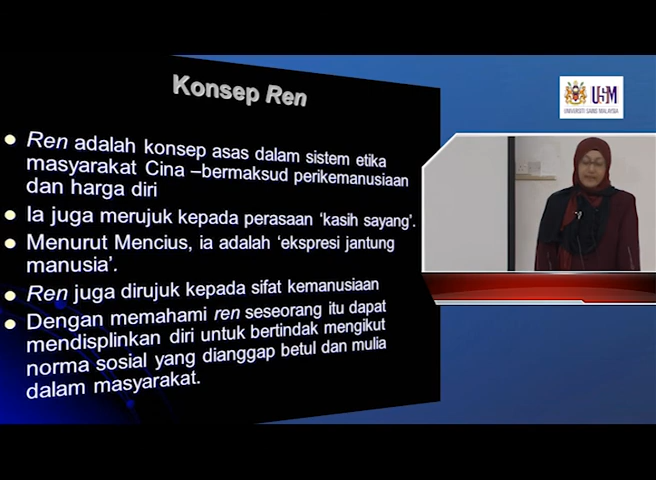 Konsep Ren
Ren adalah konsep asas dalam sistem etika
masyarakat Cina –bermaksud perikemanusiaan
dan harga diri
Ia juga merujuk kepada perasaan ‘kasih sayang’.
Menurut Mencius, ia adalah ‘ekspresi jantung
manusia’.
Ren juga dirujuk kepada sifat kemanusiaan
Dengan memahami ren seseorang itu dapat
mendisplinkan diri untuk bertindak mengikut
norma sosial yang dianggap betul dan mulia
dalam masyarakat.
USM
UNIVERSITI SAINS MALAYSIA